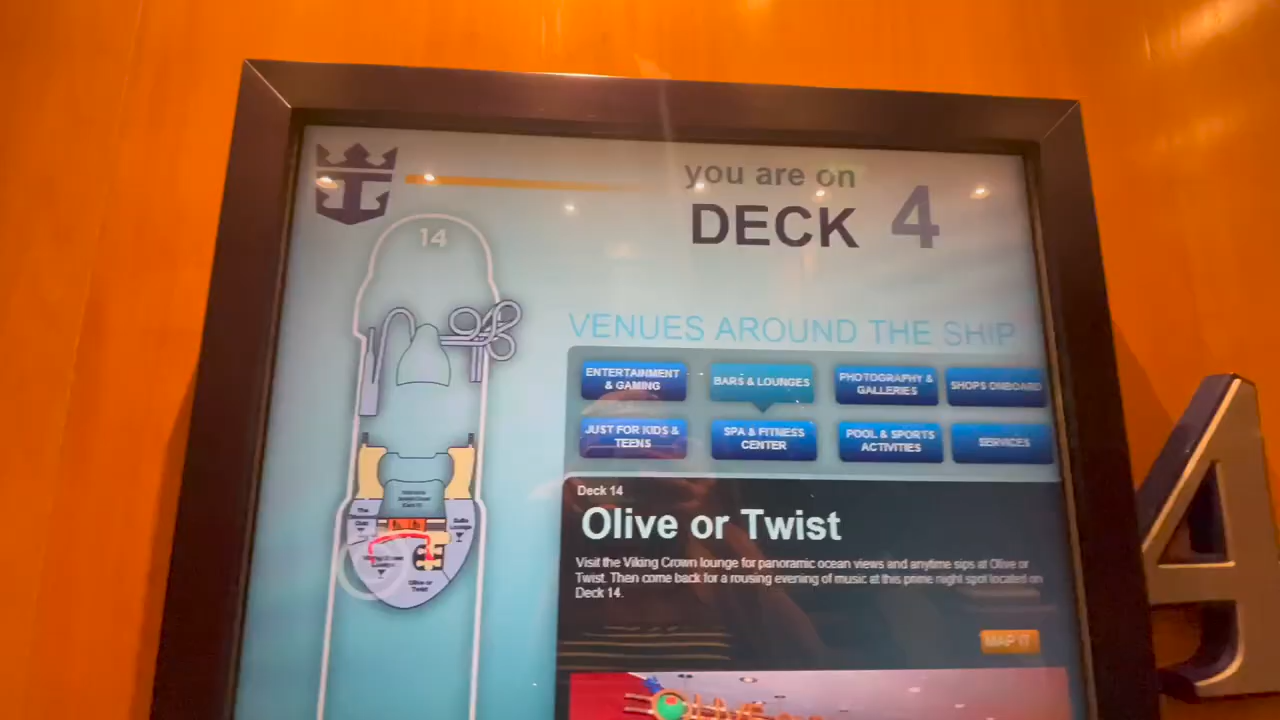 you are on
DECK 4
14
VENUES AROUND THE SHIP
ENTERTAINMENT
& GAMING
BARS & LOUNGES
PHOTOGRAPHY &
GALLERIES
SHOPS ONBOARD
JUST FOR KIDS &
TEENS
SPA & FITNESS
CENTER
POOL & SPORTS
ACTIVITIES
SERVICES
Deck 14
Olive or Twist
Visit the Viking Crown lounge for panoramic ocean views and anytime sips at Olive or
Twist. Then come back for a rousing evening of music at this prime night spot located on
Deck 14.
MAP IT
The
Suite
Lounge
Olive or
Twist
4